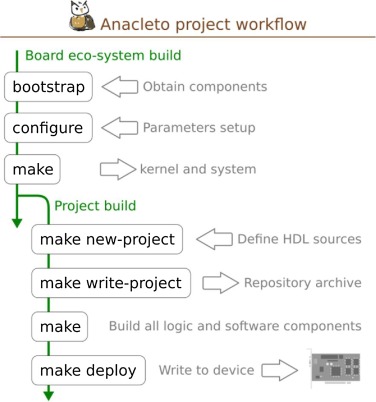 Anacleto project workflow
Board eco-system build
bootstrap Obtain components
configure Parameters setup
make kernel and system
Project build
make new-project Define HDL sources
make write-project Repository archive
make Build all logic and software components
make deploy Write to device